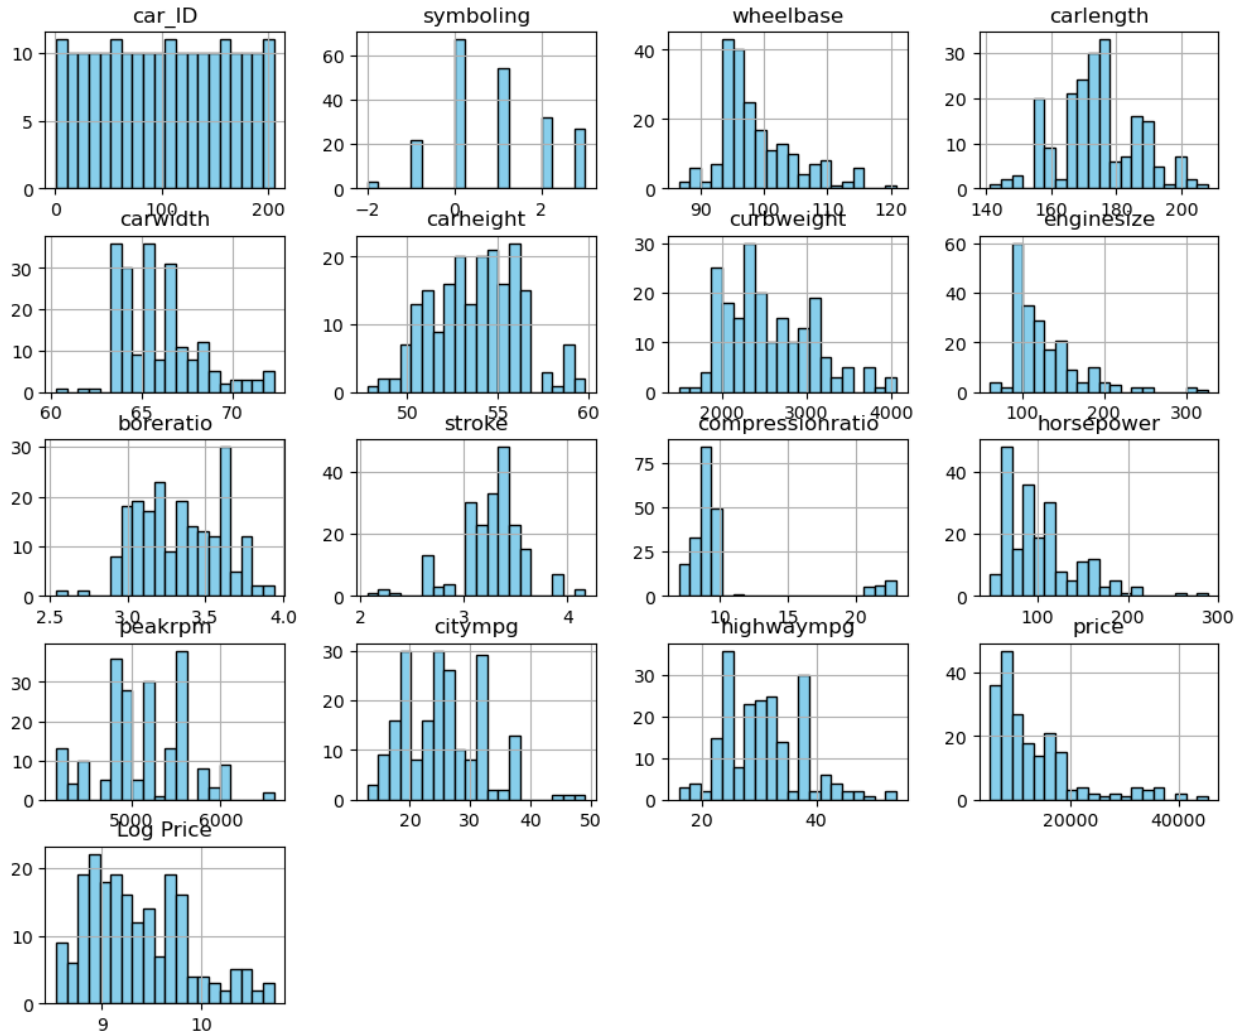 car_ID symboling wheelbase carlength
10 5 0
0 100 200
60 40 20 0
−2 0 2
40 20 0
90 100 110 120
30 20 10 0
140 160 180 200
carwidth carheight curbweight enginesize
30 20 10 0
60 65 70
20 10 0
50 55 60
30 20 10 0
2000 3000 4000
60 40 20 0
100 200 300
boreratio stroke compressionratio horsepower
30 20 10 0
2.5 3.0 3.5 4.0
40 20 0
2 3 4
75 50 25 0
10 15 20
40 20 0
100 200 300
peakrpm citympg highwaympg price
30 20 10 0
5000 6000
30 20 10 0
20 30 40 50
30 20 10 0
20 40
40 20 0
20000 40000
Log Price
20 10 0
9 10